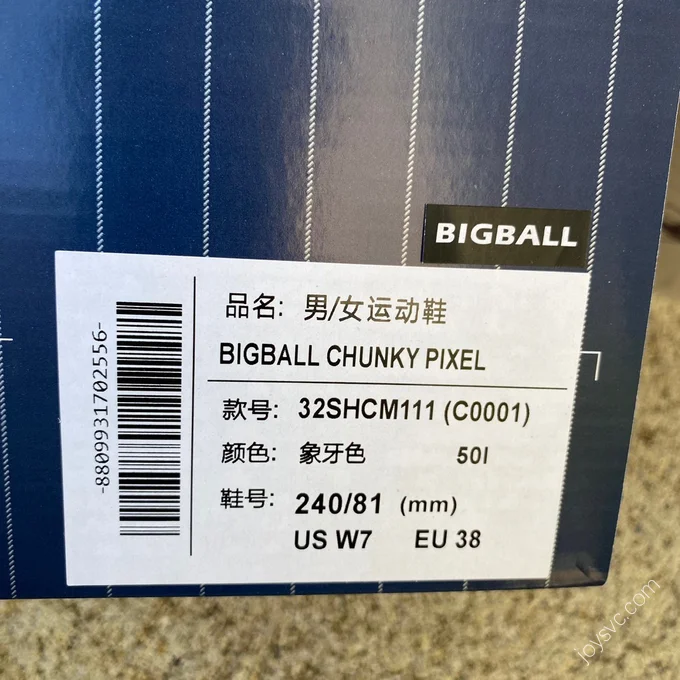 BIGBALL
品名: 男/女运动鞋
BIGBALL CHUNKY PIXEL
款号: 32SHCM111 (C0001)
颜色: 象牙色 50I
鞋号: 240/81 (mm)
US W7 EU 38
-8809931702556-
joysvc.com